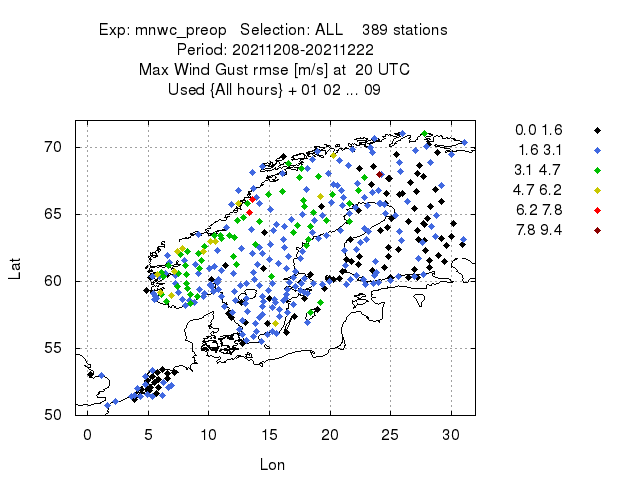 Exp: mnwc_preop Selection: ALL 389 stations
Period: 20211208-20211222
Max Wind Gust rmse [m/s] at 20 UTC
Used {All hours} + 01 02 ... 09
0.0 1.6
1.6 3.1
3.1 4.7
4.7 6.2
6.2 7.8
7.8 9.4
Lat
70
65
60
55
50
0 5 10 15 20 25 30
Lon